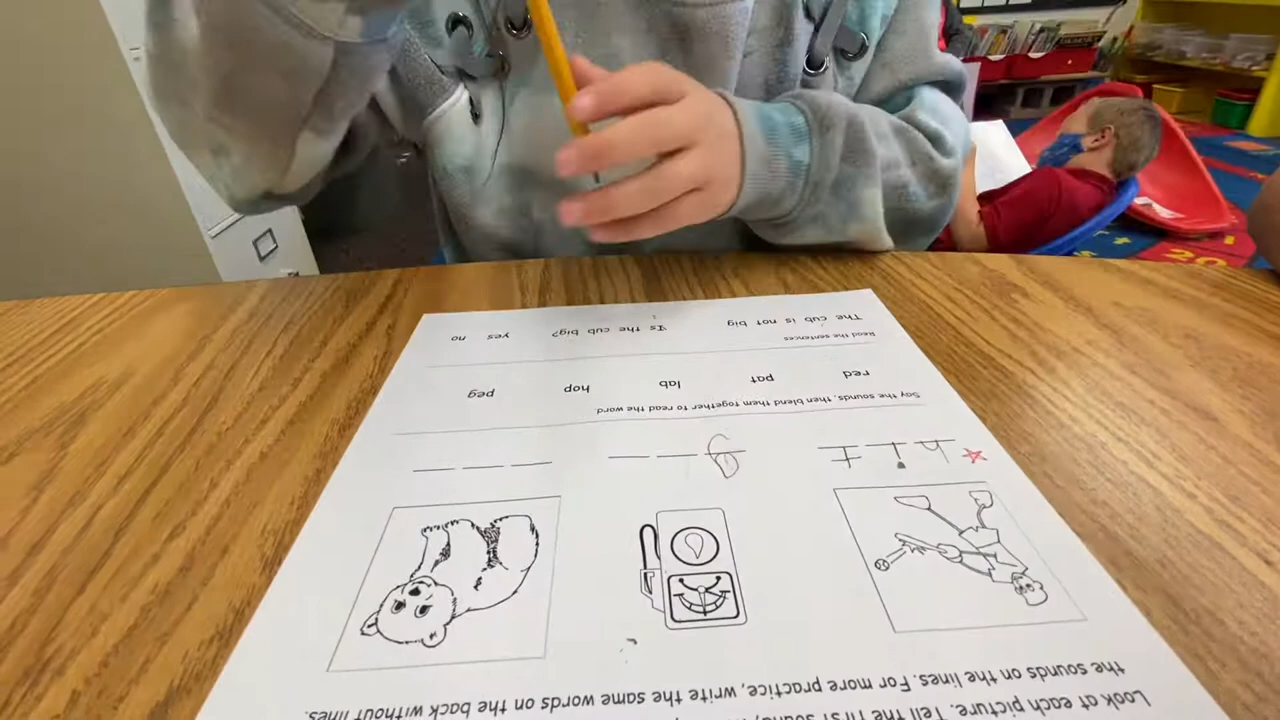 Look at each picture. Tell the first sound,
the sounds on the lines. For more practice, write the same words on the back without lines.
hit g
Say the sounds, then blend them together to read the word
red pat lab hop peg
Read the sentences
The cub is not big Is the cub big? yes no